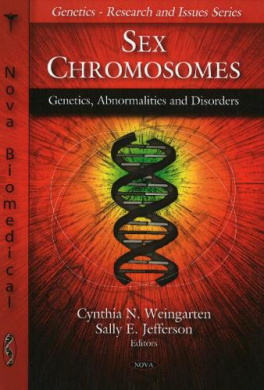 Genetics - Research and Issues Series
SEX
CHROMOSOMES
Genetics, Abnormalities and Disorders
Nova Biomedical
Cynthia N. Weingarten
Sally E. Jefferson
Editors
NOVA